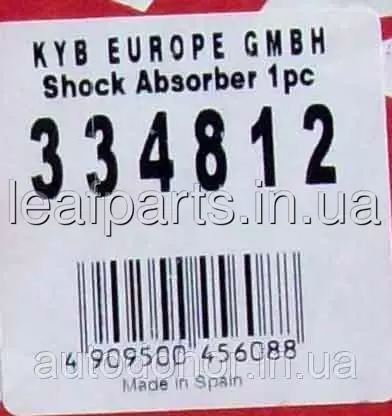 KYB EUROPE GMBH
Shock Absorber 1pc
334812
leafparts.in.ua
4 909500 456088
autodonor.in.ua
Made in Spain